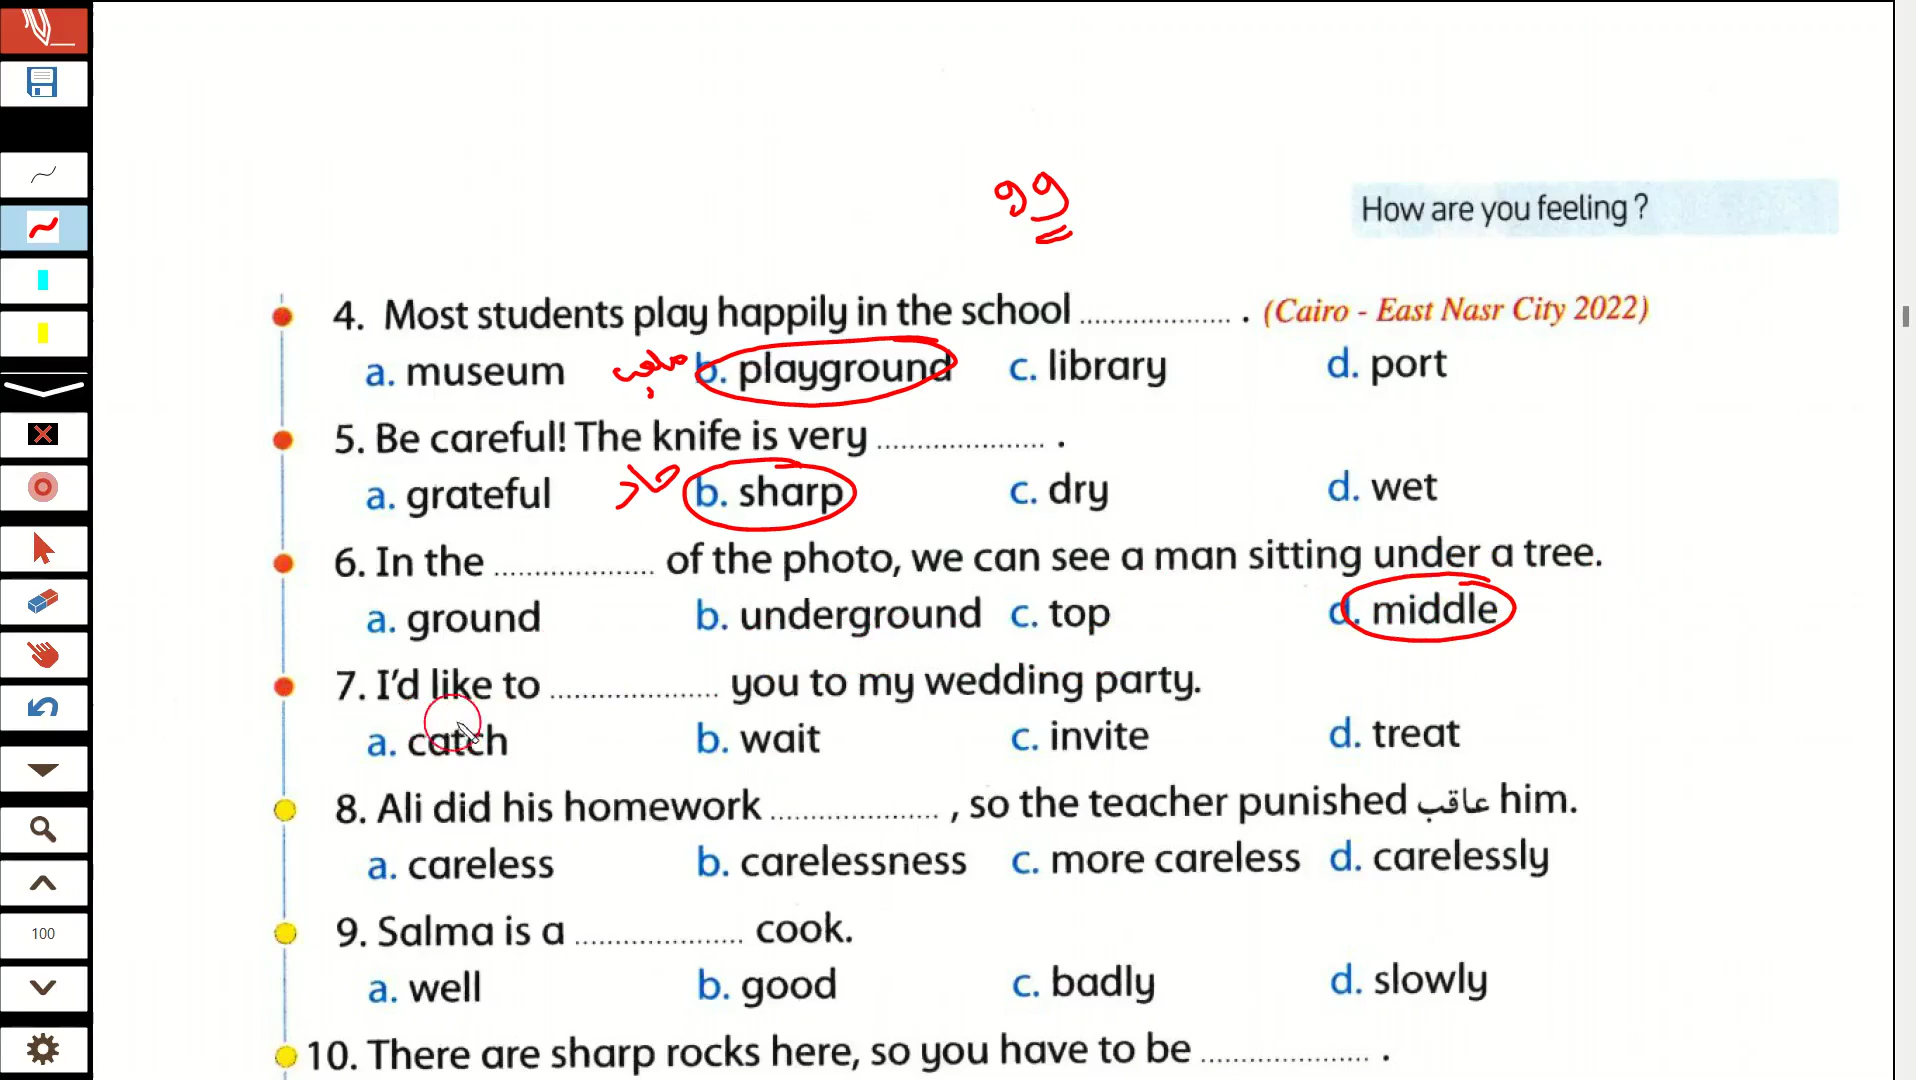 99
How are you feeling ?
4. Most students play happily in the school .................... . (Cairo - East Nasr City 2022)
a. museum ملعب b. playground c. library d. port
5. Be careful! The knife is very .................... .
a. grateful حاد b. sharp c. dry d. wet
6. In the .................... of the photo, we can see a man sitting under a tree.
a. ground b. underground c. top d. middle
7. I'd like to .................... you to my wedding party.
a. catch b. wait c. invite d. treat
8. Ali did his homework .................... , so the teacher punished عاقب him.
a. careless b. carelessness c. more careless d. carelessly
9. Salma is a .................... cook.
a. well b. good c. badly d. slowly
10. There are sharp rocks here, so you have to be .................... .
100